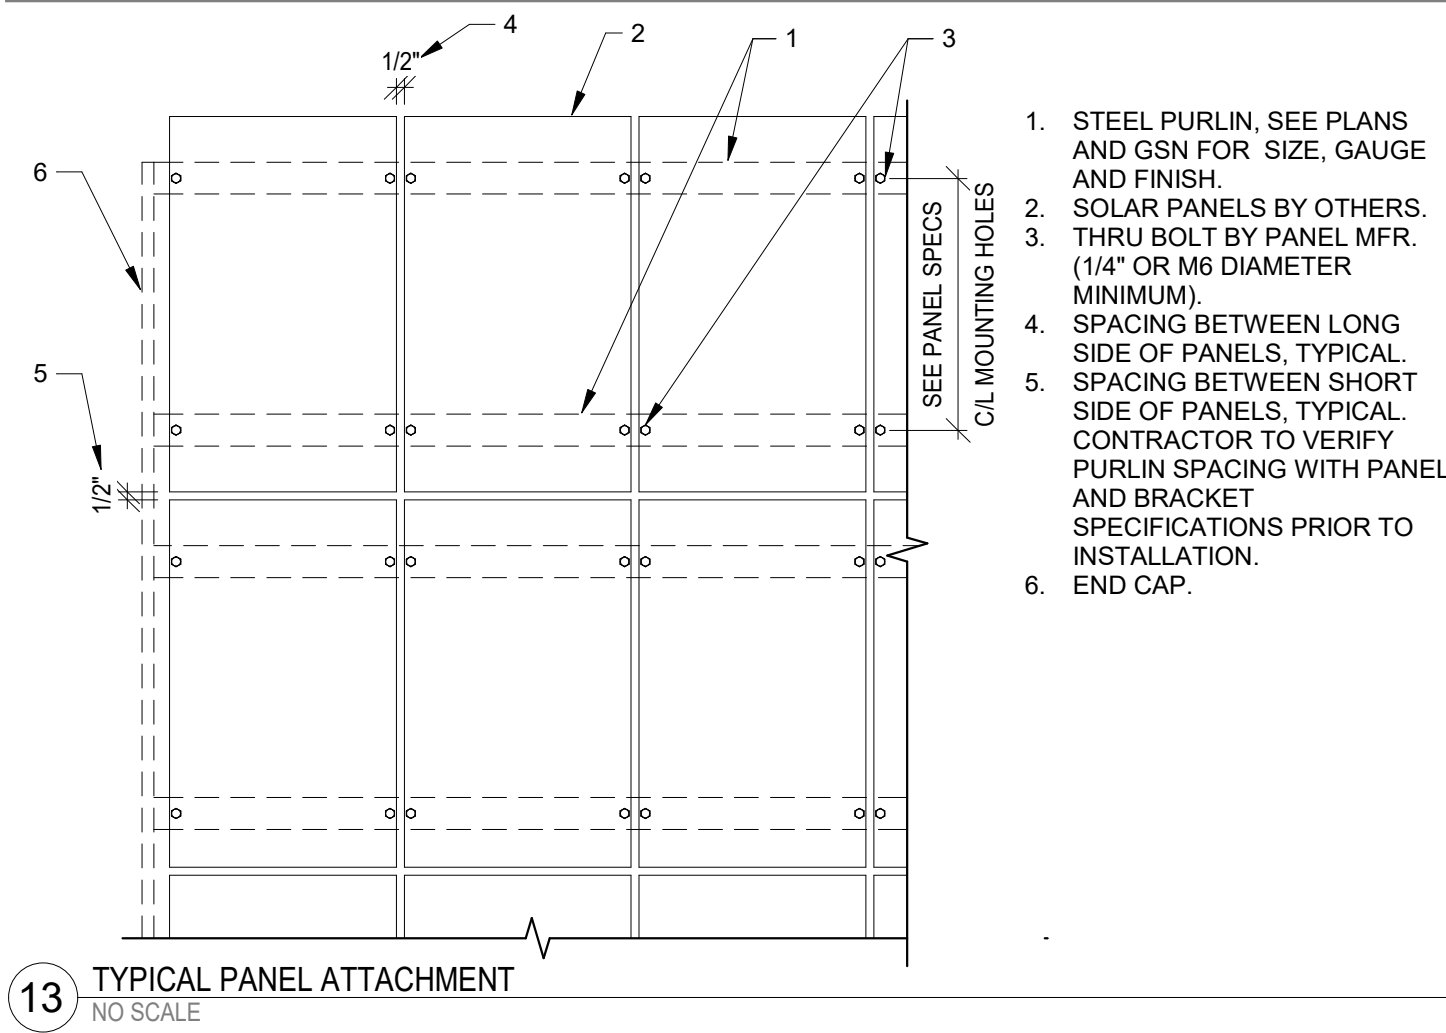 4
1/2"
2
1
3
6
5
1/2"
SEE PANEL SPECS
C/L MOUNTING HOLES
1. STEEL PURLIN, SEE PLANS
AND GSN FOR SIZE, GAUGE
AND FINISH.
2. SOLAR PANELS BY OTHERS.
3. THRU BOLT BY PANEL MFR.
(1/4" OR M6 DIAMETER
MINIMUM).
4. SPACING BETWEEN LONG
SIDE OF PANELS, TYPICAL.
5. SPACING BETWEEN SHORT
SIDE OF PANELS, TYPICAL.
CONTRACTOR TO VERIFY
PURLIN SPACING WITH PANEL
AND BRACKET
SPECIFICATIONS PRIOR TO
INSTALLATION.
6. END CAP.
13
TYPICAL PANEL ATTACHMENT
NO SCALE